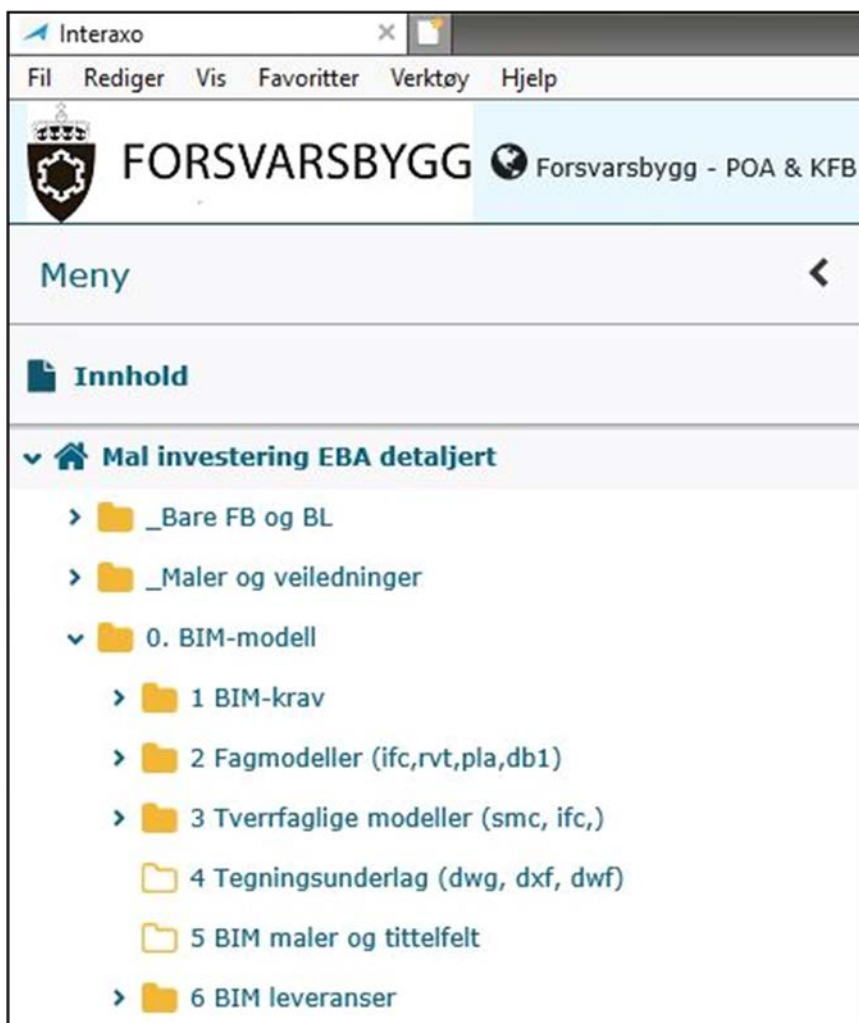 Interaxo
Fil Rediger Vis Favoritter Verktøy Hjelp
FORSVARSBYGG Forsvarsbygg - POA & KFB
Meny
Innhold
Mal investering EBA detaljert
_Bare FB og BL
_Maler og veiledninger
0. BIM-modell
1 BIM-krav
2 Fagmodeller (ifc,rvt,pla,db1)
3 Tverrfaglige modeller (smc, ifc,)
4 Tegningsunderlag (dwg, dxf, dwf)
5 BIM maler og tittelfelt
6 BIM leveranser